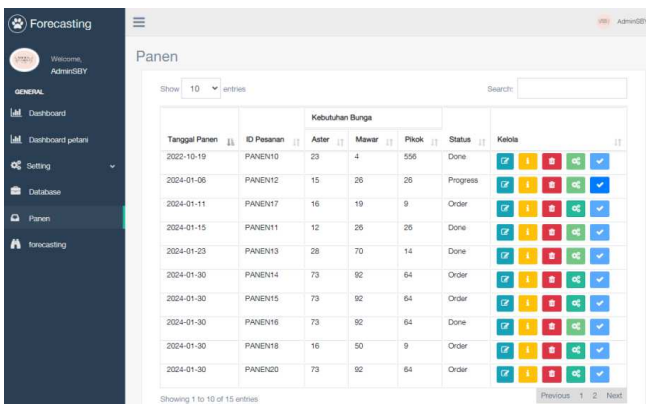 Forecasting
AdminSBY
Welcome,
AdminSBY
GENERAL
Dashboard
Dashboard petani
Setting
Database
Panen
forecasting
Panen
Show 10 entries
Search:
Kebutuhan Bunga
Tanggal Panen ID Pesanan Aster Mawar Pikok Status Kelola
2022-10-19 PANEN10 23 4 556 Done
2024-01-06 PANEN12 15 26 26 Progress
2024-01-11 PANEN17 16 19 9 Order
2024-01-15 PANEN11 12 26 26 Done
2024-01-23 PANEN13 28 70 14 Done
2024-01-30 PANEN14 73 92 64 Order
2024-01-30 PANEN15 73 92 64 Order
2024-01-30 PANEN16 73 92 64 Done
2024-01-30 PANEN18 16 50 9 Order
2024-01-30 PANEN20 73 92 64 Order
Showing 1 to 10 of 15 entries
Previous 1 2 Next